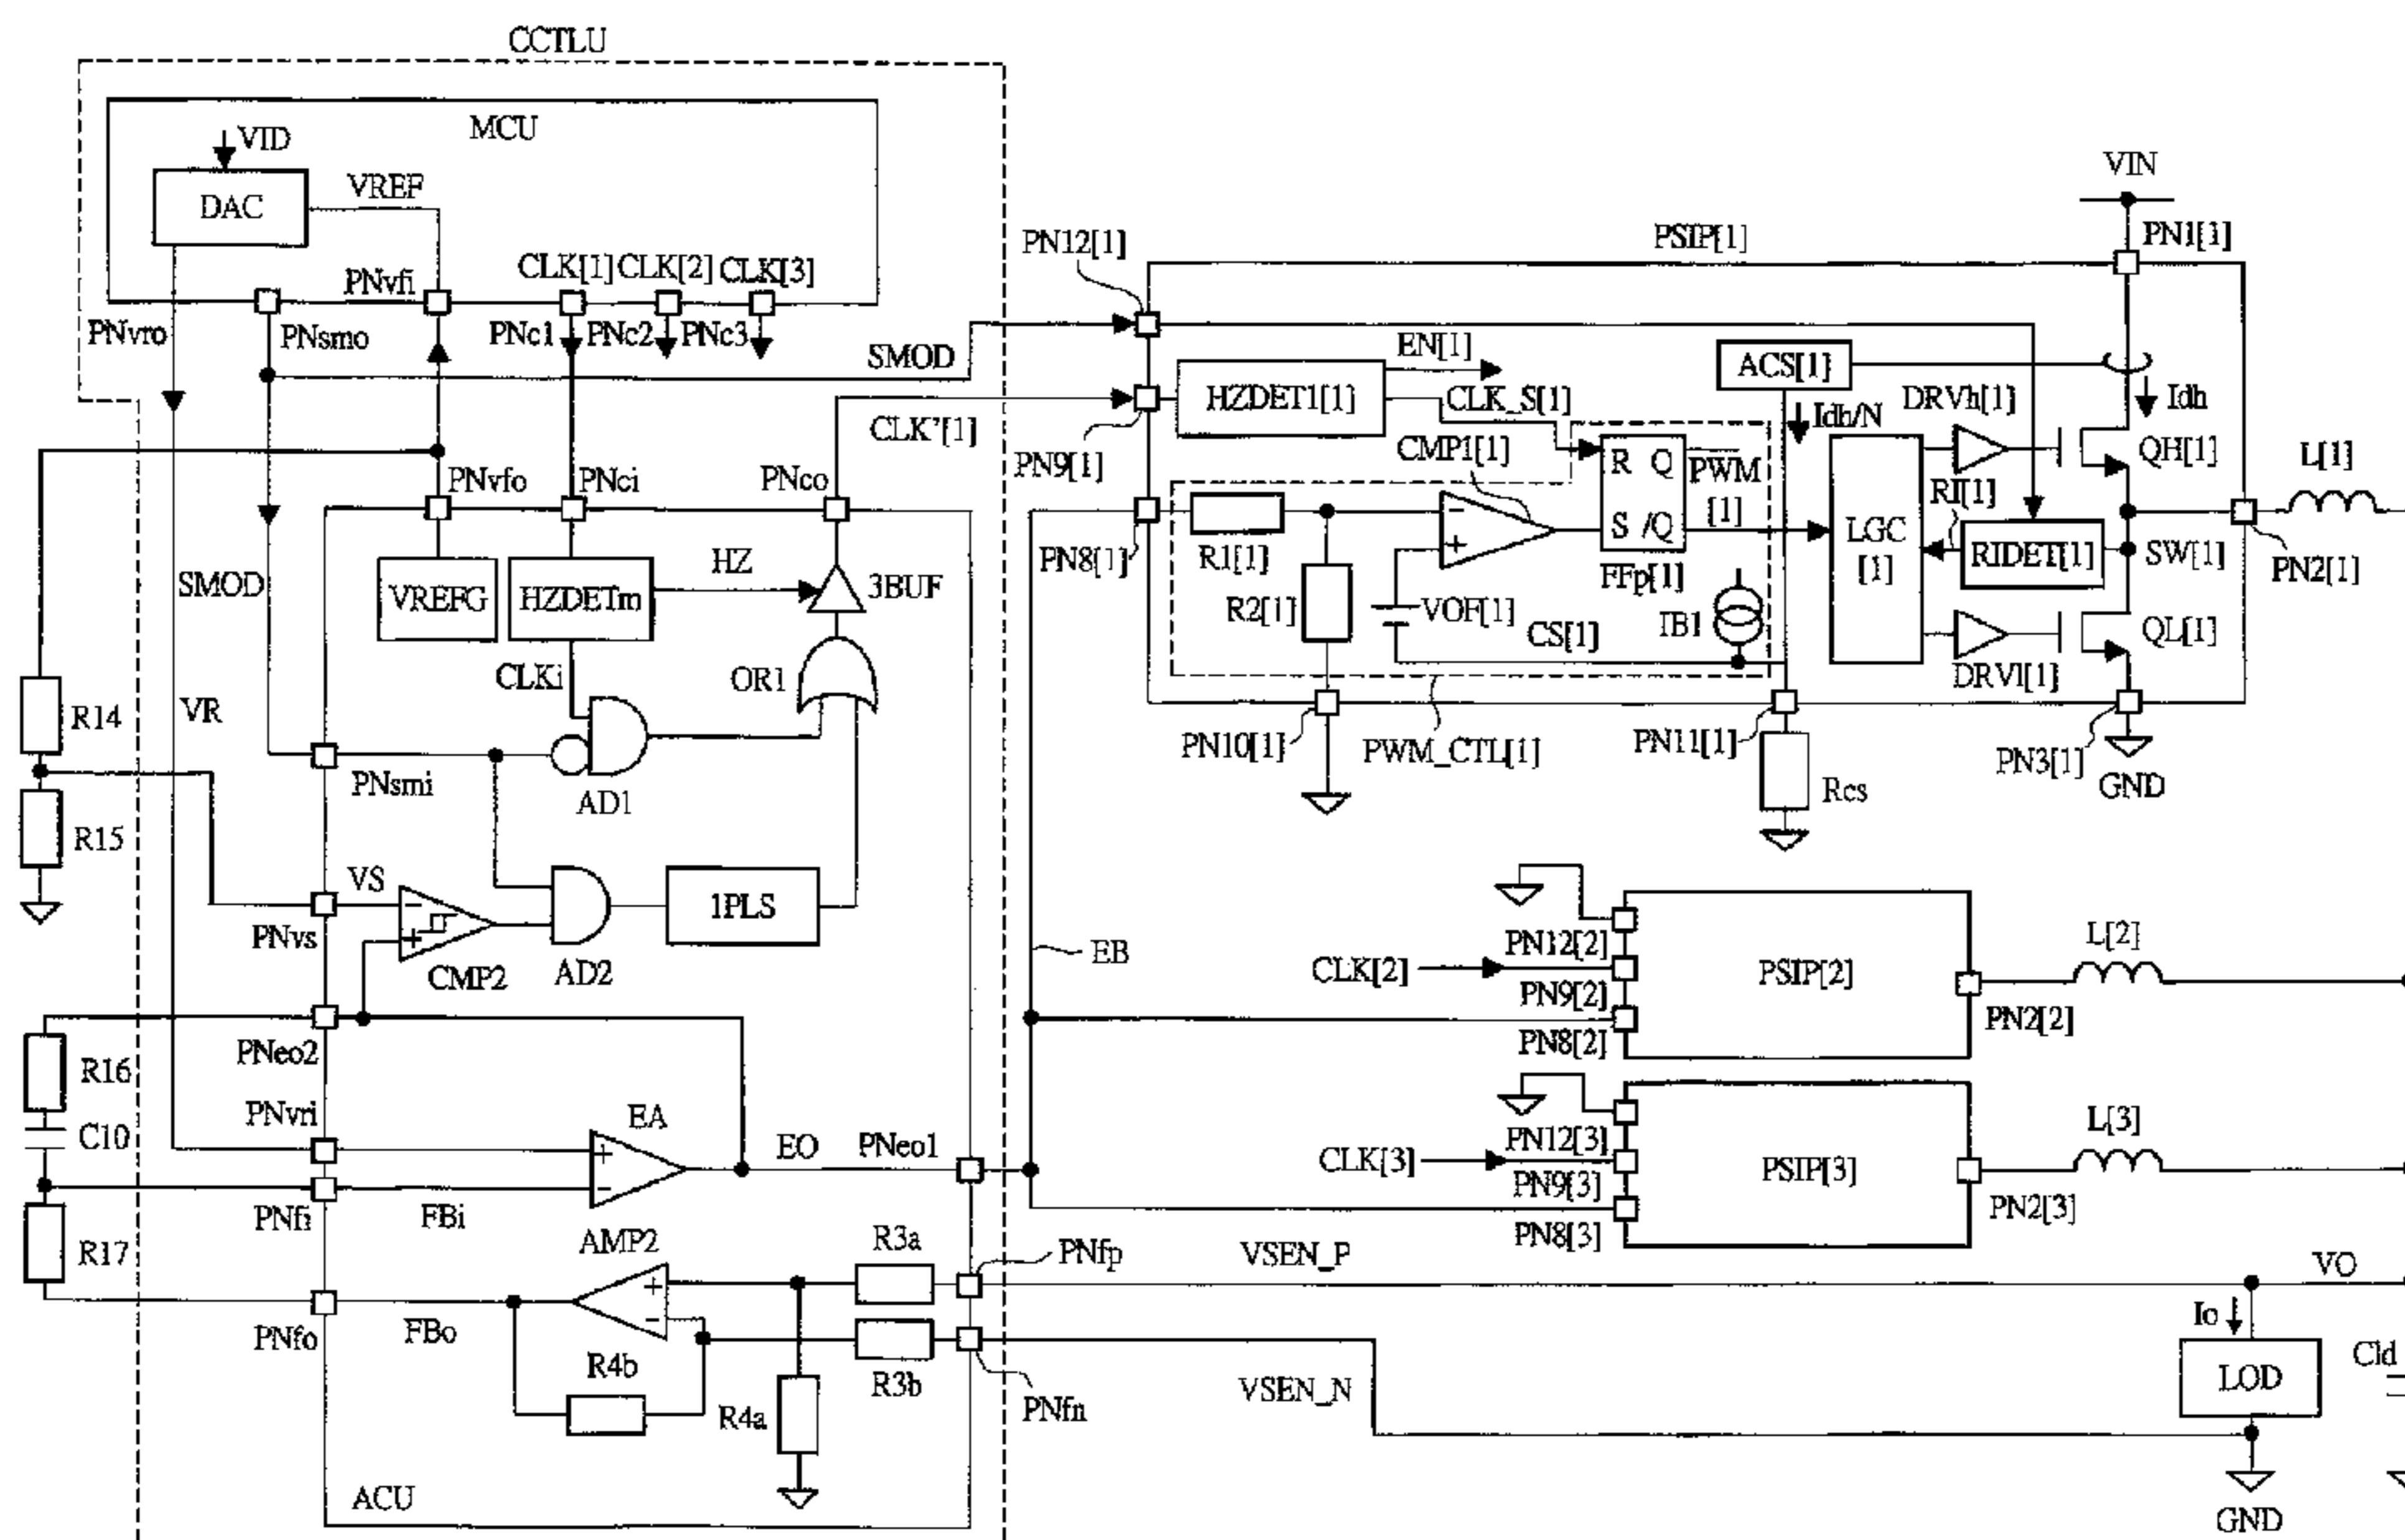 CCTLU
MCU
VID
DAC
VREF
PNvro
PNsmo
PNvfi
CLK[1]
CLK[2]
CLK[3]
PNc1
PNc2
PNc3
SMOD
CLK'[1]
PNvfo
PNci
PNco
SMOD
VREFG
HZDETm
HZ
3BUF
CLKi
OR1
R14
VR
PNsmi
AD1
R15
VS
PNvs
CMP2
AD2
1PLS
EB
PNeo2
R16
PNvri
C10
EA
EO
PNeo1
PNfi
FBi
R17
AMP2
R3a
PNfp
VSEN_P
PNfo
FBo
R4b
R4a
R3b
PNfn
VSEN_N
ACU
VIN
PN12[1]
PSIP[1]
PN1[1]
EN[1]
HZDET1[1]
CLK_S[1]
ACS[1]
Idh/N
DRVh[1]
Idh
PN9[1]
CMP1[1]
R Q
S /Q
PWM
[1]
QH[1]
L[1]
RI[1]
PN8[1]
R1[1]
FFp[1]
LGC
[1]
RIDET[1]
SW[1]
PN2[1]
R2[1]
VOF[1]
CS[1]
IB1
QL[1]
DRVl[1]
PN10[1]
PWM_CTL[1]
PN11[1]
Rcs
PN3[1]
GND
PN12[2]
CLK[2]
PN9[2]
PN8[2]
PSIP[2]
L[2]
PN2[2]
PN12[3]
CLK[3]
PN9[3]
PN8[3]
PSIP[3]
L[3]
PN2[3]
VO
Io
LOD
Cld
GND